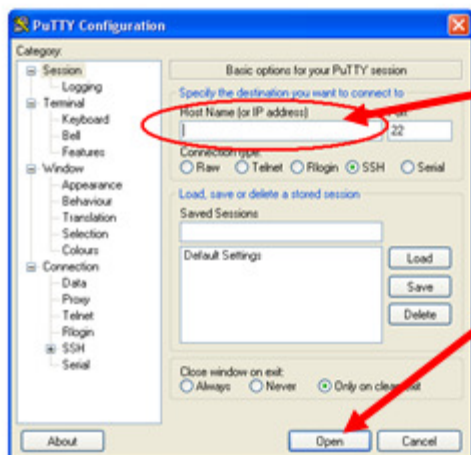 PuTTY Configuration
Category:
Session
Logging
Terminal
Keyboard
Bell
Features
Window
Appearance
Behaviour
Translation
Selection
Colours
Connection
Data
Proxy
Telnet
Rlogin
SSH
Serial
Basic options for your PuTTY session
Specify the destination you want to connect to
Host Name (or IP address)
22
Connection type:
Raw Telnet Rlogin SSH Serial
Load, save or delete a stored session
Saved Sessions
Default Settings
Load
Save
Delete
Close window on exit:
Always Never Only on clean exit
About Open Cancel